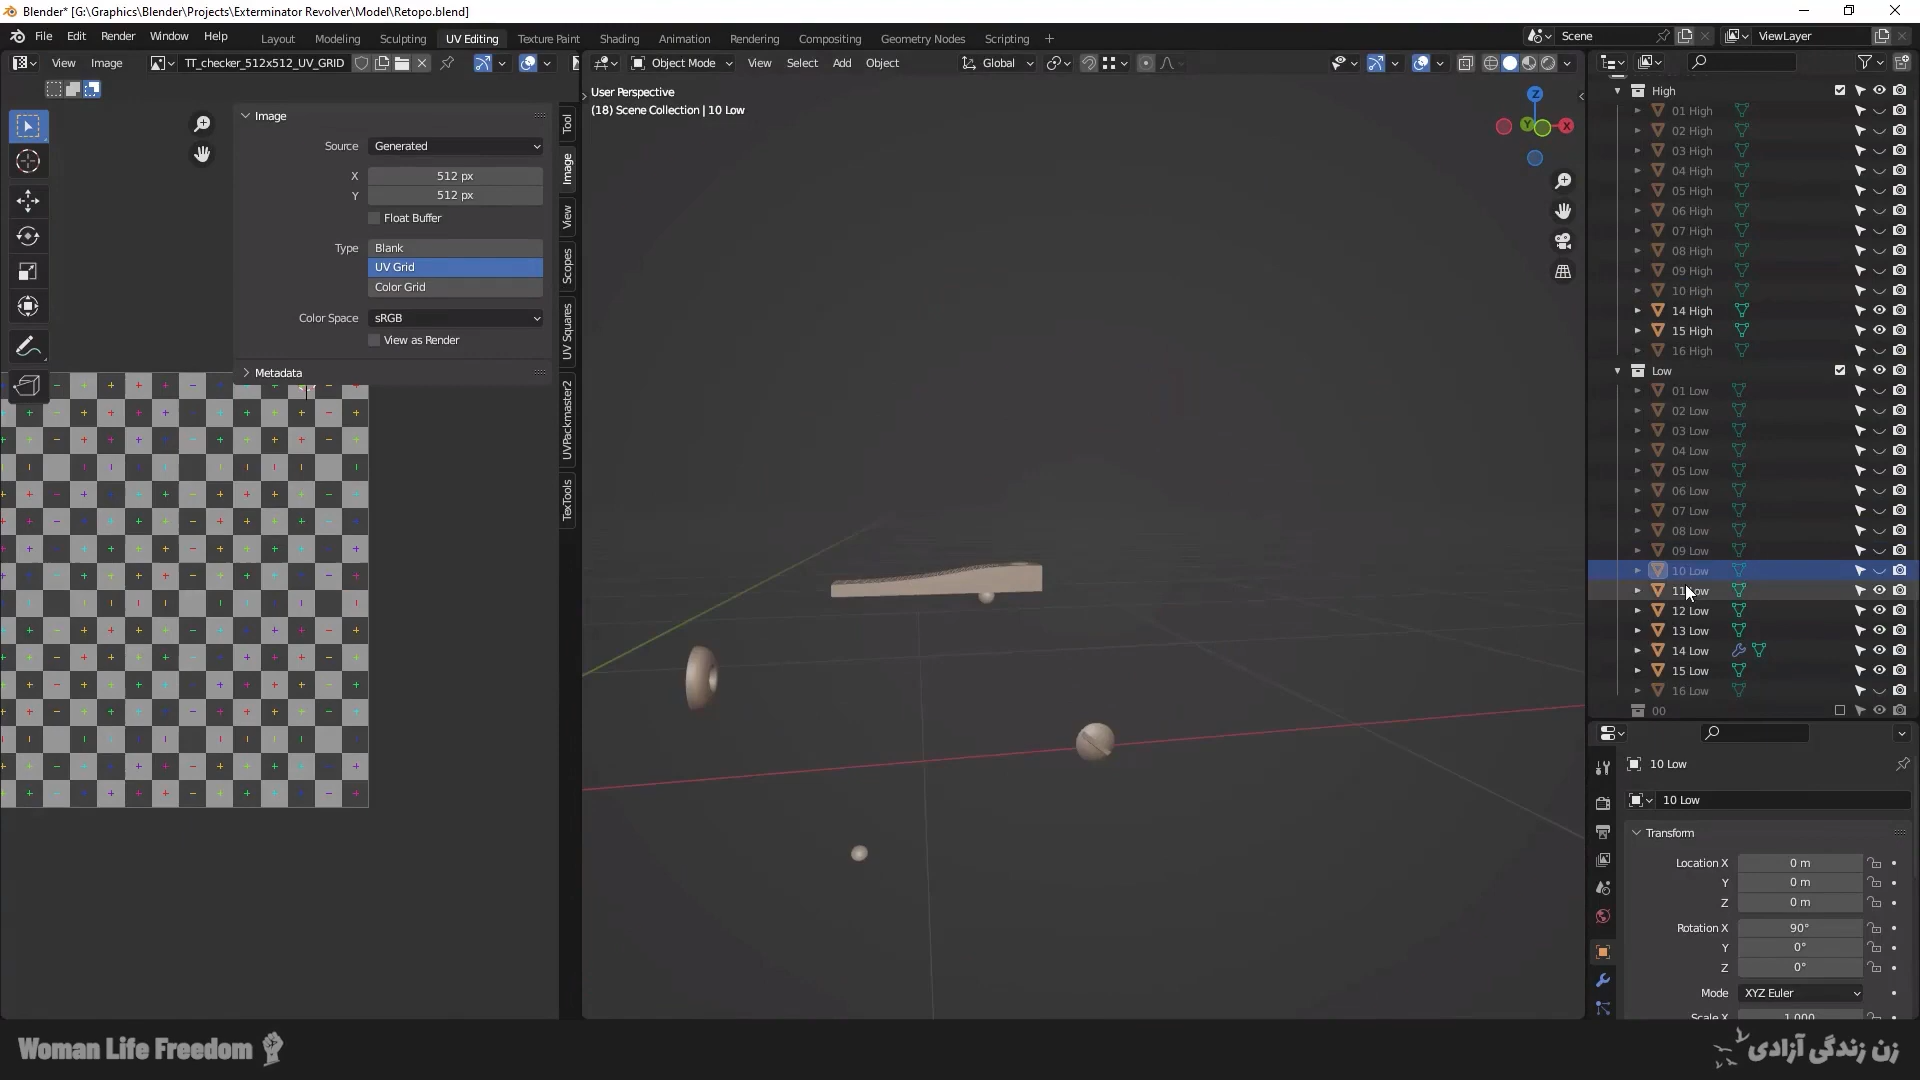 Blender* [G:\Graphics\Blender\Projects\Exterminator Revolver\Model\Retopo.blend]
File Edit Render Window Help
Layout Modeling Sculpting UV Editing Texture Paint Shading Animation Rendering Compositing Geometry Nodes Scripting +
Scene
ViewLayer
View Image
TT_checker_512x512_UV_GRID
Object Mode View Select Add Object
Global
Image
Source Generated
X 512 px
Y 512 px
Float Buffer
Type Blank
UV Grid
Color Grid
Color Space sRGB
View as Render
Metadata
Tool
Image
View
Scopes
UV Squares
UVPackmaster2
TexTools
User Perspective
(18) Scene Collection | 10 Low
Z
Y
X
High
01 High
02 High
03 High
04 High
05 High
06 High
07 High
08 High
09 High
10 High
14 High
15 High
16 High
Low
01 Low
02 Low
03 Low
04 Low
05 Low
06 Low
07 Low
08 Low
09 Low
10 Low
11 Low
12 Low
13 Low
14 Low
15 Low
16 Low
00
10 Low
10 Low
Transform
Location X 0 m
Y 0 m
Z 0 m
Rotation X 90°
Y 0°
Z 0°
Mode XYZ Euler
Scale X 1.000
Woman Life Freedom
زن زندگی آزادی